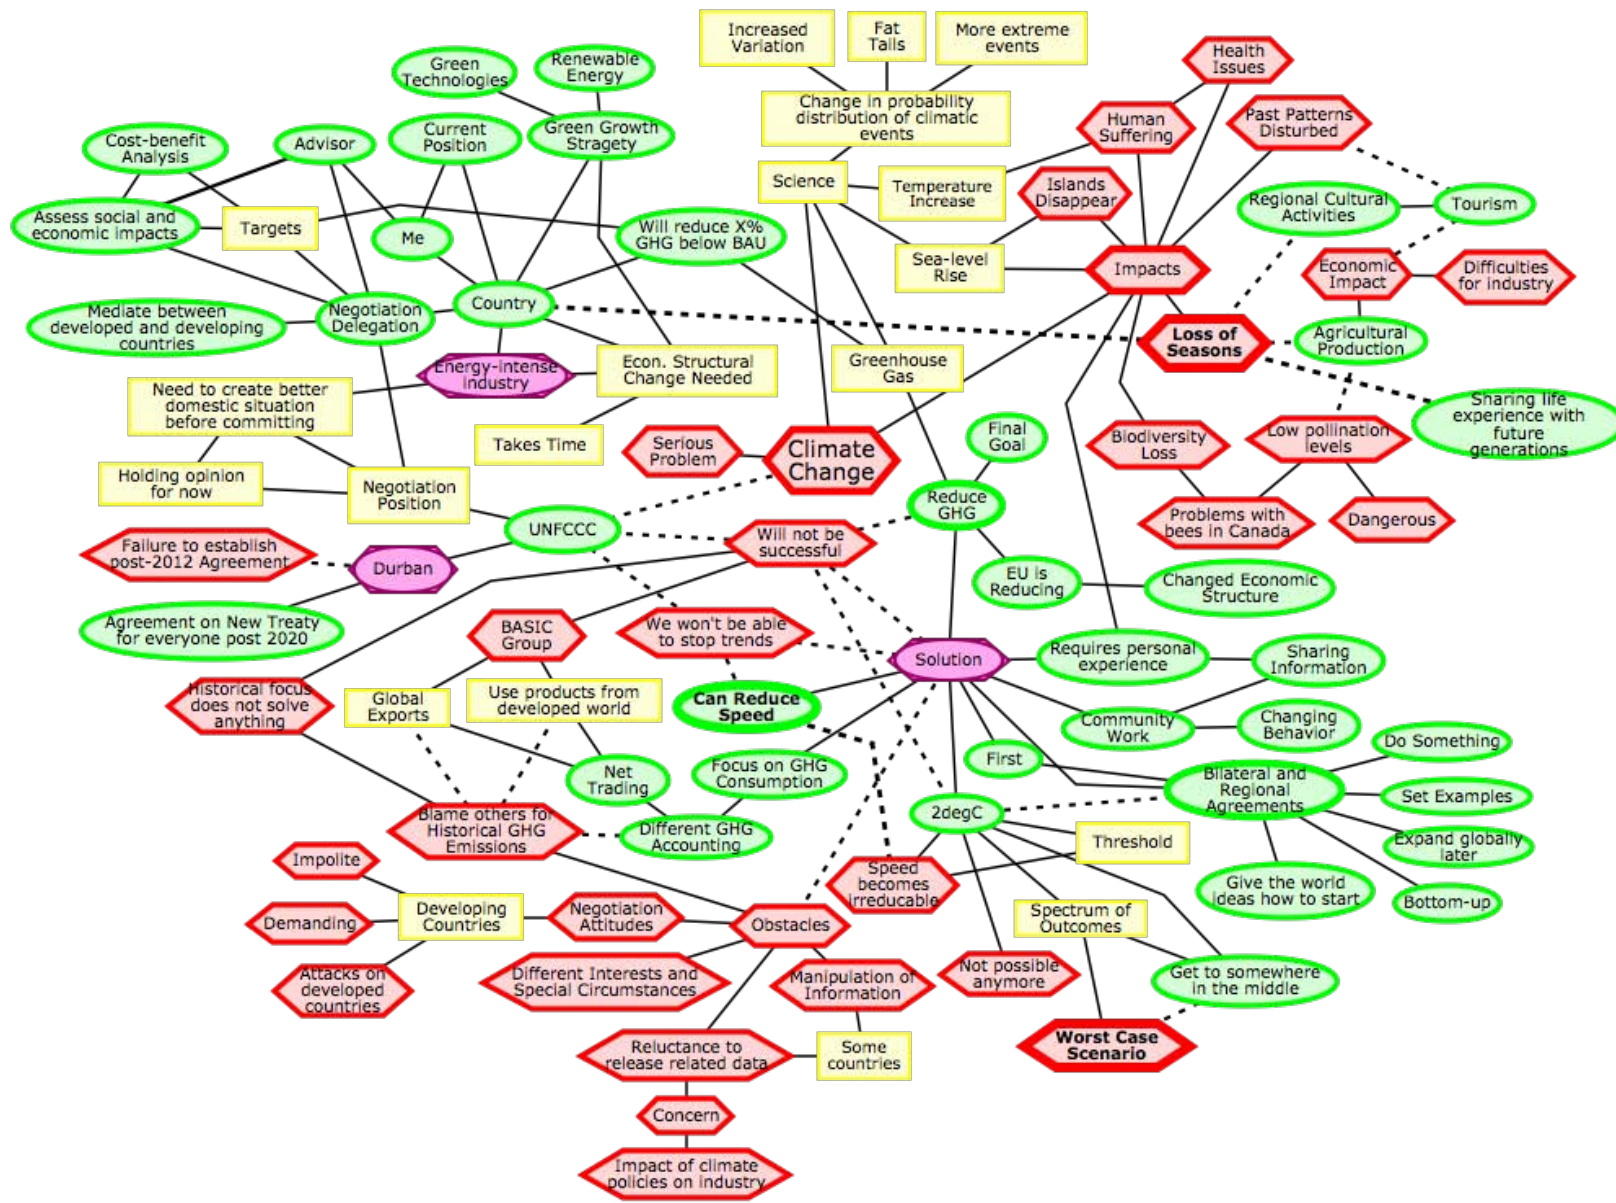 Increased
Variation
Fat
Tails
More extreme
events
Health
Issues
Green
Technologies
Renewable
Energy
Change in probability
distribution of climatic
events
Human
Suffering
Past Patterns
Disturbed
Cost-benefit
Analysis
Advisor
Current
Position
Green Growth
Stragety
Science
Temperature
Increase
Islands
Disappear
Regional Cultural
Activities
Tourism
Assess social and
economic impacts
Targets
Me
Will reduce X%
GHG below BAU
Sea-level
Rise
Impacts
Economic
Impact
Difficulties
for industry
Mediate between
developed and developing
countries
Negotiation
Delegation
Country
Loss of
Seasons
Agricultural
Production
Energy-intense
industry
Econ. Structural
Change Needed
Greenhouse
Gas
Need to create better
domestic situation
before committing
Sharing life
experience with
future
generations
Takes Time
Serious
Problem
Climate
Change
Final
Goal
Biodiversity
Loss
Low pollination
levels
Holding opinion
for now
Negotiation
Position
Reduce
GHG
Problems with
bees in Canada
Dangerous
UNFCCC
Will not be
successful
Failure to establish
post-2012 Agreement
Durban
EU is
Reducing
Changed Economic
Structure
Agreement on New Treaty
for everyone post 2020
BASIC
Group
We won't be able
to stop trends
Solution
Requires personal
experience
Sharing
Information
Historical focus
does not solve
anything
Global
Exports
Use products from
developed world
Can Reduce
Speed
Community
Work
Changing
Behavior
Do Something
Net
Trading
Focus on GHG
Consumption
First
Bilateral and
Regional
Agreements
Set Examples
Blame others for
Historical GHG
Emissions
Different GHG
Accounting
2degC
Threshold
Expand globally
later
Impolite
Speed
becomes
irreducable
Give the world
ideas how to start
Bottom-up
Demanding
Developing
Countries
Negotiation
Attitudes
Obstacles
Spectrum of
Outcomes
Attacks on
developed
countries
Different Interests and
Special Circumstances
Manipulation of
Information
Not possible
anymore
Get to somewhere
in the middle
Reluctance to
release related data
Some
countries
Worst Case
Scenario
Concern
Impact of climate
policies on industry